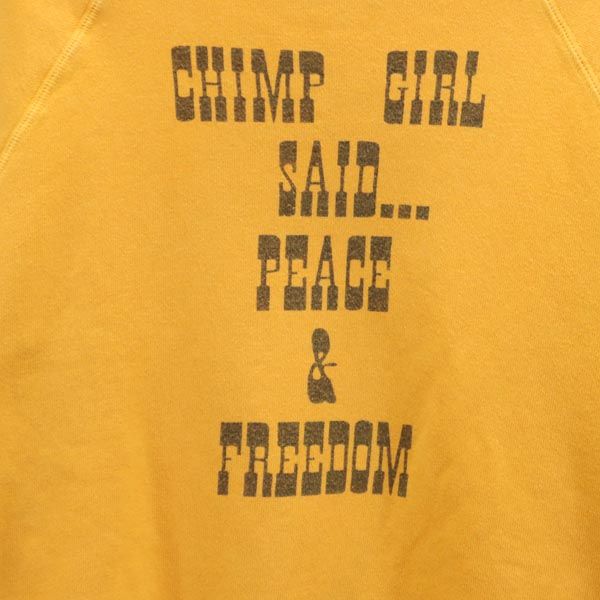 CHIMP GIRL
SAID...
PEACE
&
FREEDOM